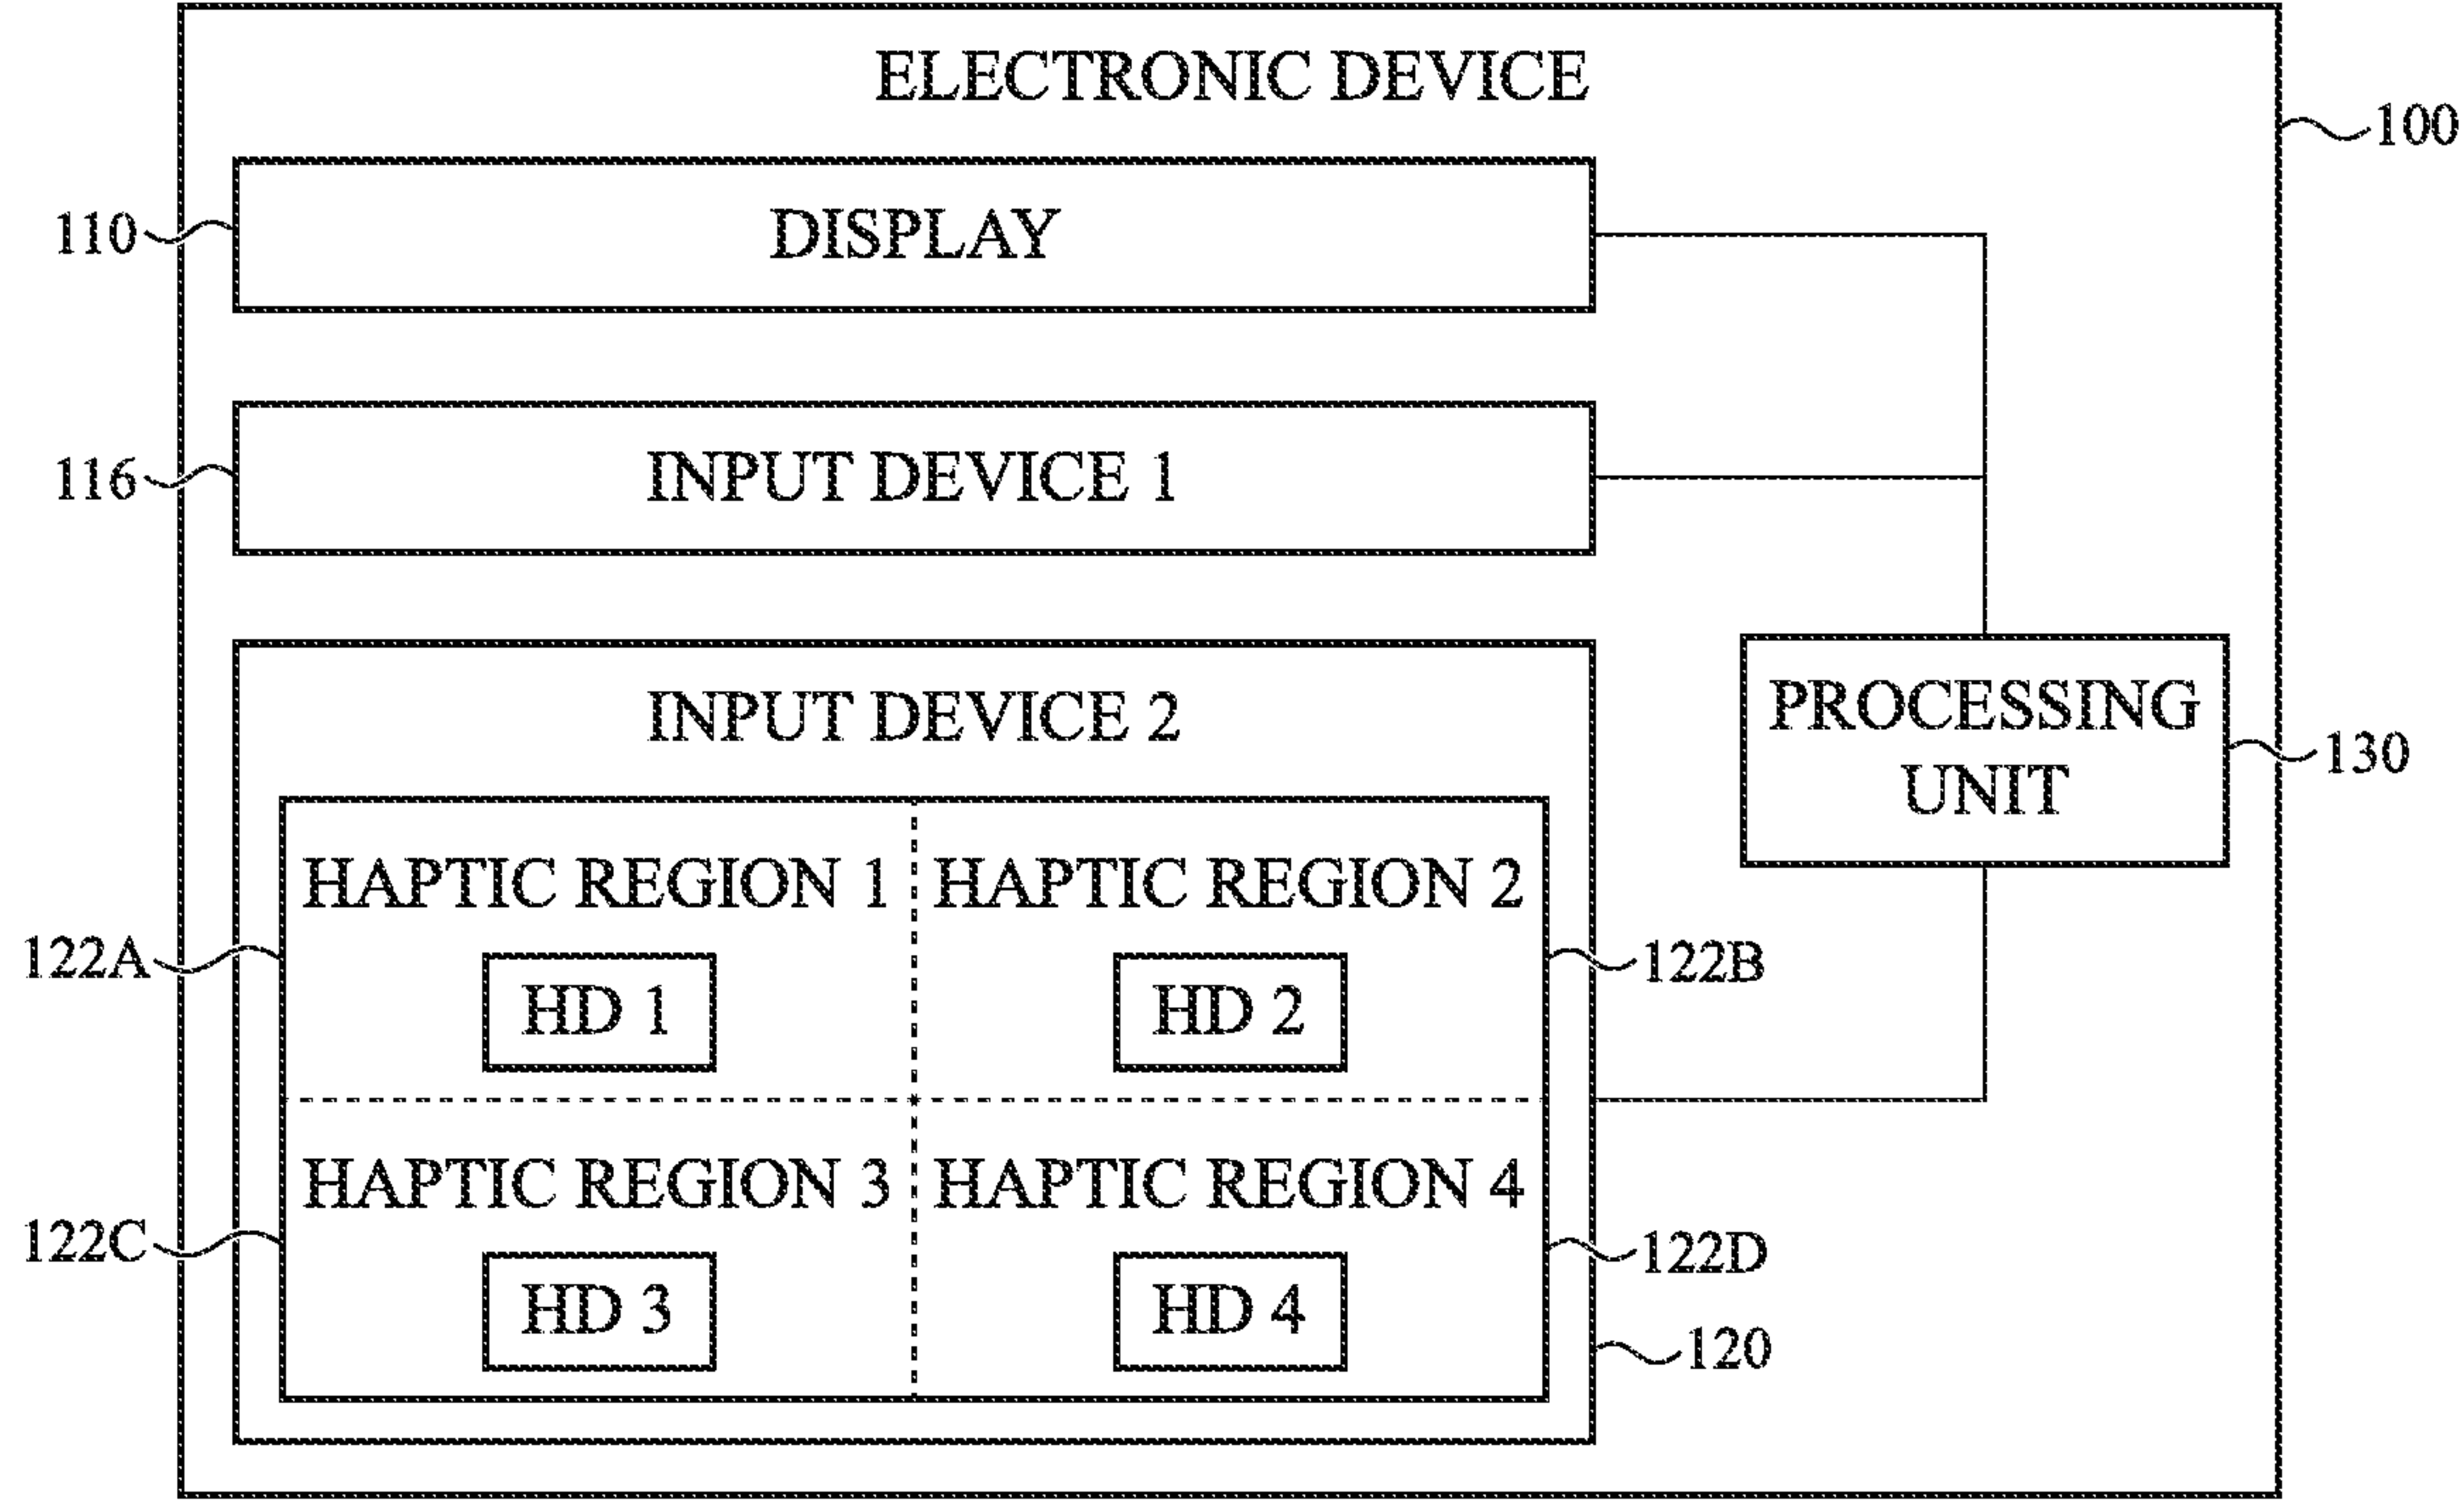 ELECTRONIC DEVICE
100
110
DISPLAY
116
INPUT DEVICE 1
INPUT DEVICE 2
PROCESSING
UNIT
130
HAPTIC REGION 1
HAPTIC REGION 2
122A
HD 1
HD 2
122B
HAPTIC REGION 3
HAPTIC REGION 4
122C
HD 3
HD 4
122D
120